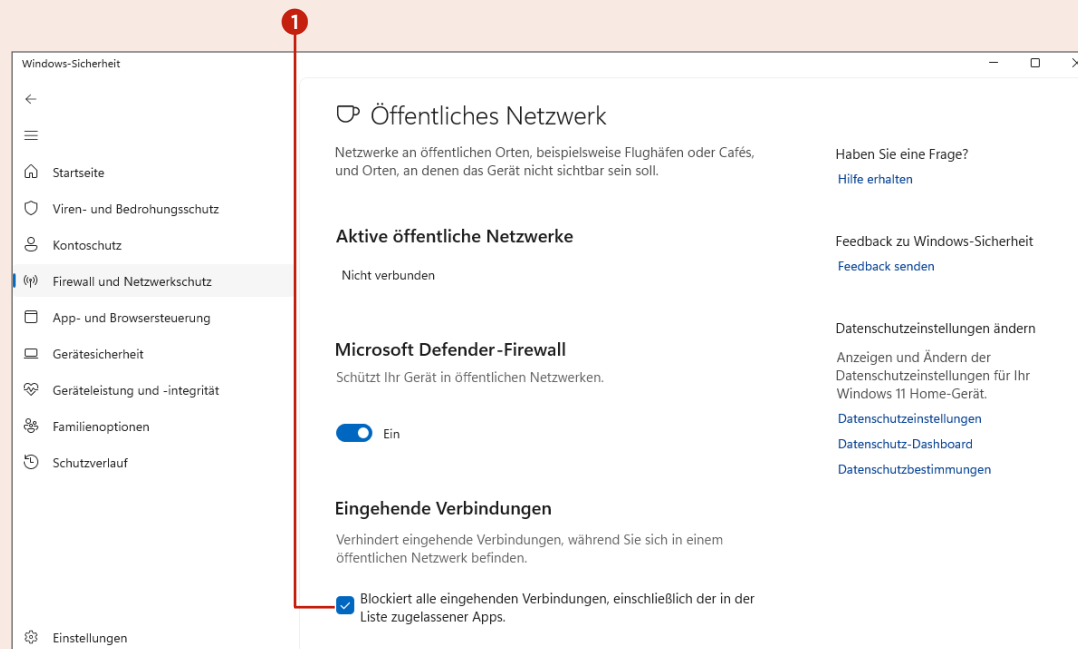 1
Windows-Sicherheit
Startseite
Viren- und Bedrohungsschutz
Kontoschutz
Firewall und Netzwerkschutz
App- und Browsersteuerung
Gerätesicherheit
Geräteleistung und -integrität
Familienoptionen
Schutzverlauf
Einstellungen
Öffentliches Netzwerk
Netzwerke an öffentlichen Orten, beispielsweise Flughäfen oder Cafés,
und Orten, an denen das Gerät nicht sichtbar sein soll.
Aktive öffentliche Netzwerke
Nicht verbunden
Microsoft Defender-Firewall
Schützt Ihr Gerät in öffentlichen Netzwerken.
Ein
Eingehende Verbindungen
Verhindert eingehende Verbindungen, während Sie sich in einem
öffentlichen Netzwerk befinden.
Blockiert alle eingehenden Verbindungen, einschließlich der in der
Liste zugelassener Apps.
Haben Sie eine Frage?
Hilfe erhalten
Feedback zu Windows-Sicherheit
Feedback senden
Datenschutzeinstellungen ändern
Anzeigen und Ändern der
Datenschutzeinstellungen für Ihr
Windows 11 Home-Gerät.
Datenschutzeinstellungen
Datenschutz-Dashboard
Datenschutzbestimmungen